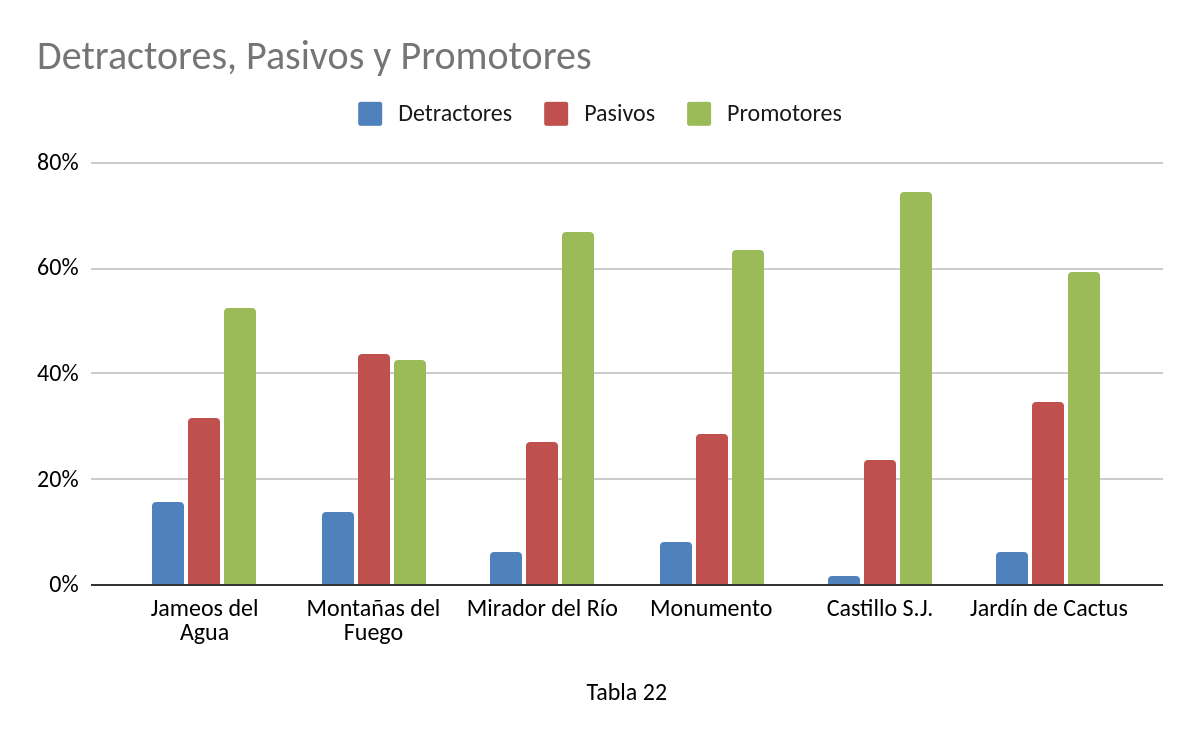 Detractores, Pasivos y Promotores
Detractores Pasivos Promotores
80%
60%
40%
20%
0%
Jameos del Agua
Montañas del Fuego
Mirador del Río
Monumento
Castillo S.J.
Jardín de Cactus
Tabla 22